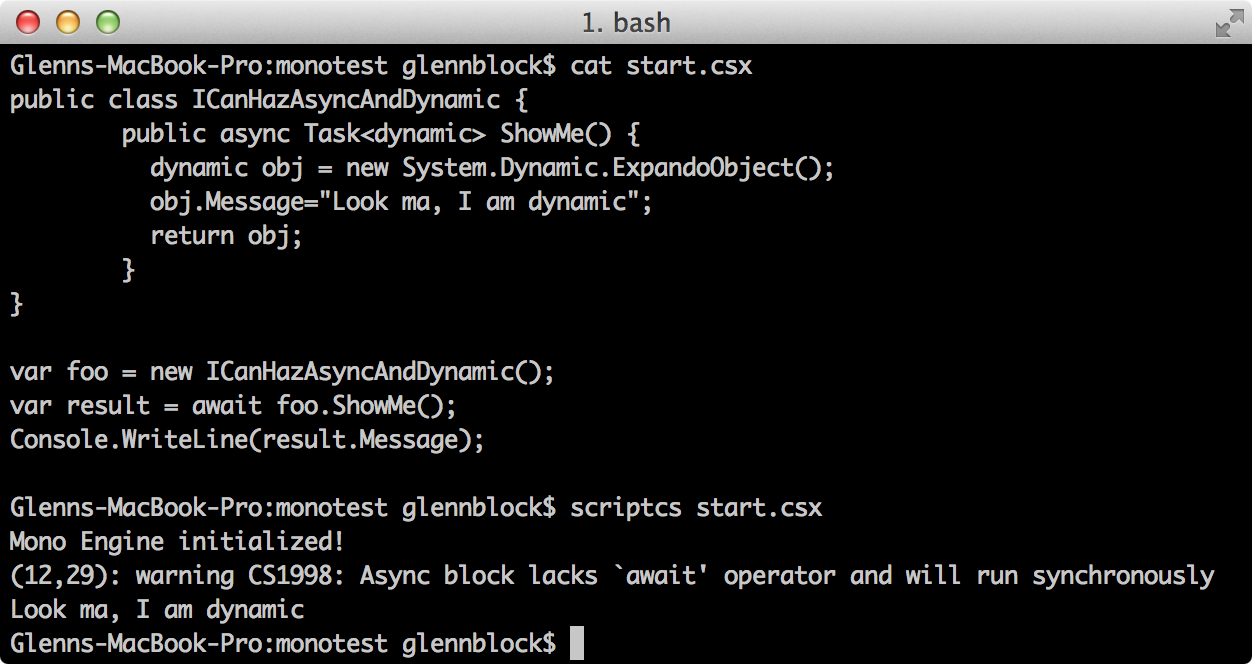 1. bash
Glenns-MacBook-Pro:monotest glennblock$ cat start.csx
public class ICanHazAsyncAndDynamic {
        public async Task<dynamic> ShowMe() {
          dynamic obj = new System.Dynamic.ExpandoObject();
          obj.Message="Look ma, I am dynamic";
          return obj;
        }
}

var foo = new ICanHazAsyncAndDynamic();
var result = await foo.ShowMe();
Console.WriteLine(result.Message);

Glenns-MacBook-Pro:monotest glennblock$ scriptcs start.csx
Mono Engine initialized!
(12,29): warning CS1998: Async block lacks `await' operator and will run synchronously
Look ma, I am dynamic
Glenns-MacBook-Pro:monotest glennblock$